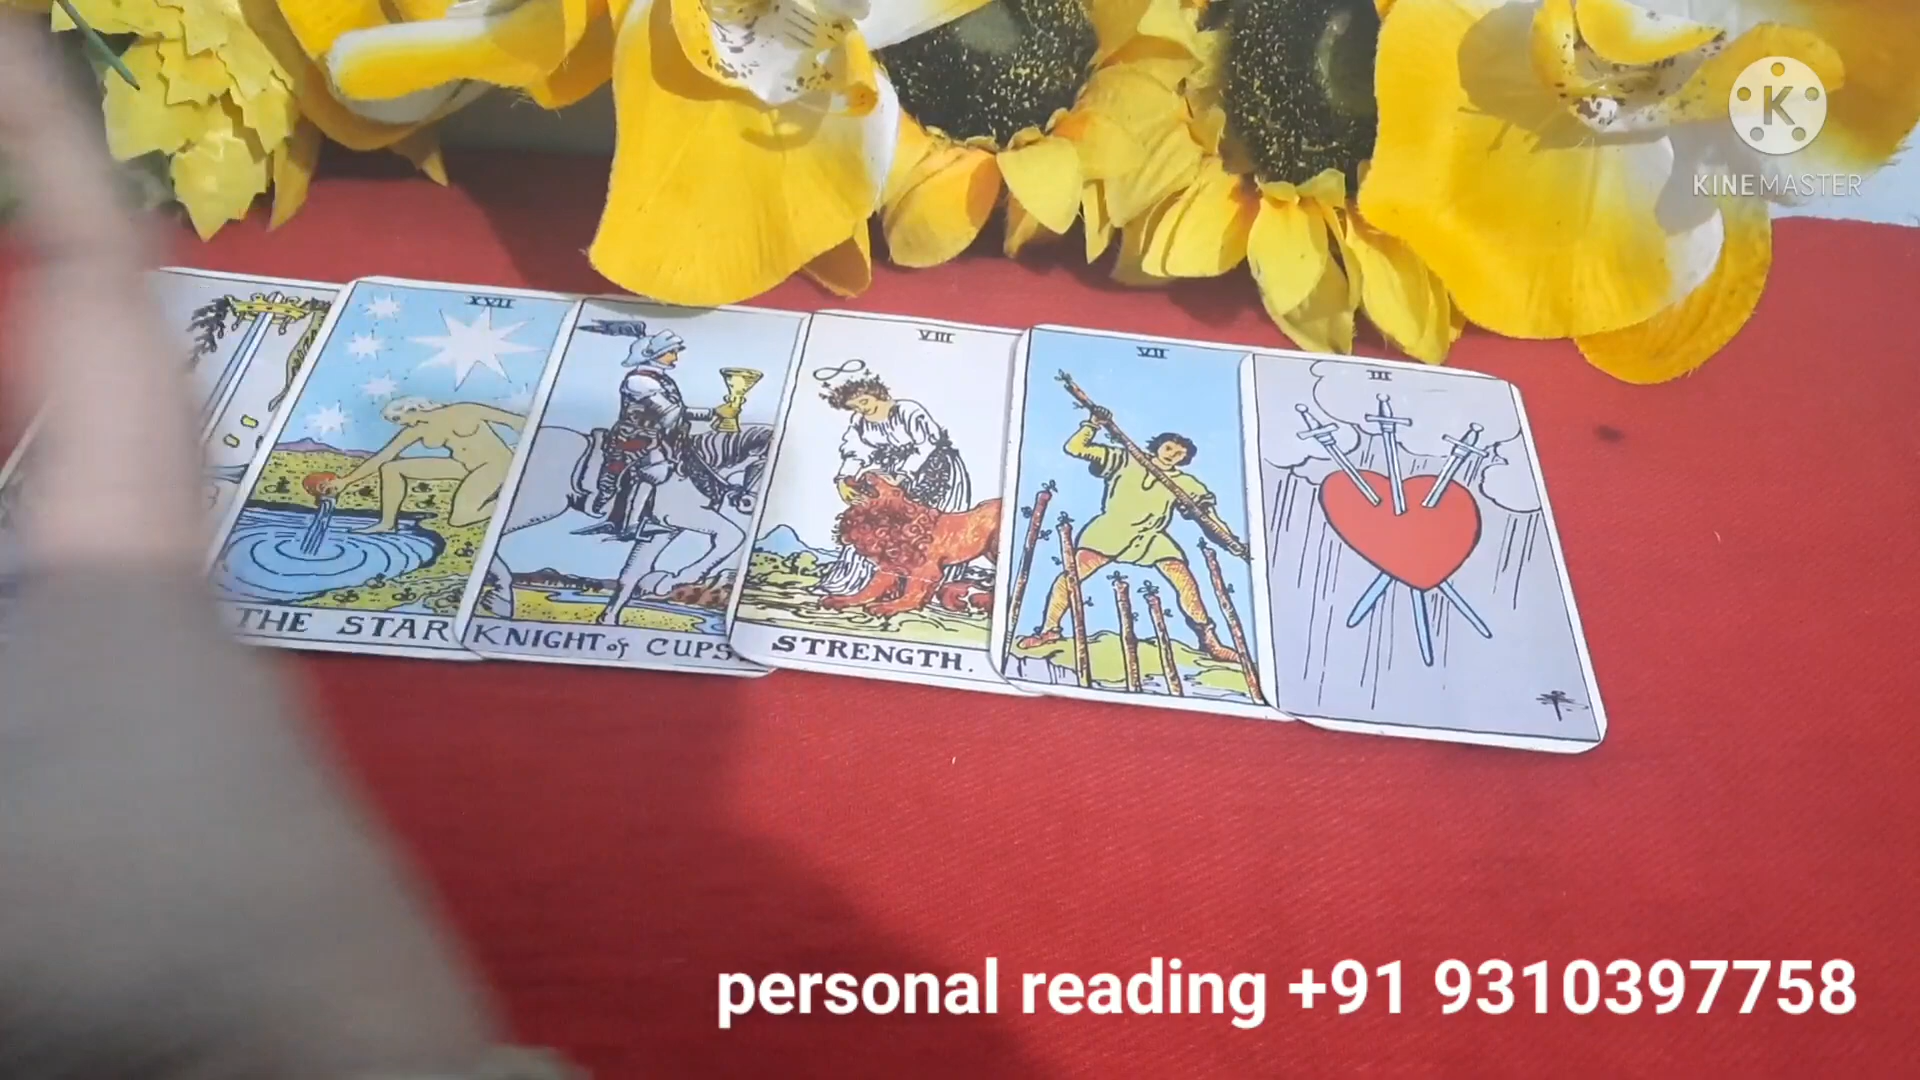 K
KINEMASTER
XVII
VIII
VII
III
THE STAR
KNIGHT of CUPS.
STRENGTH.
personal reading +91 9310397758